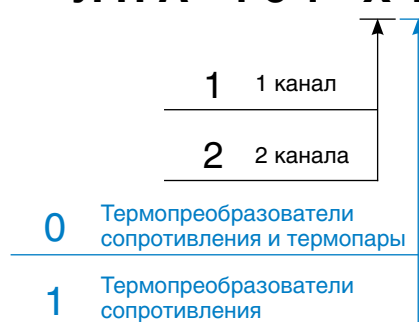 1 1 канал
2 2 канала
0 Термопреобразователи
сопротивления и термопары
1 Термопреобразователи
сопротивления